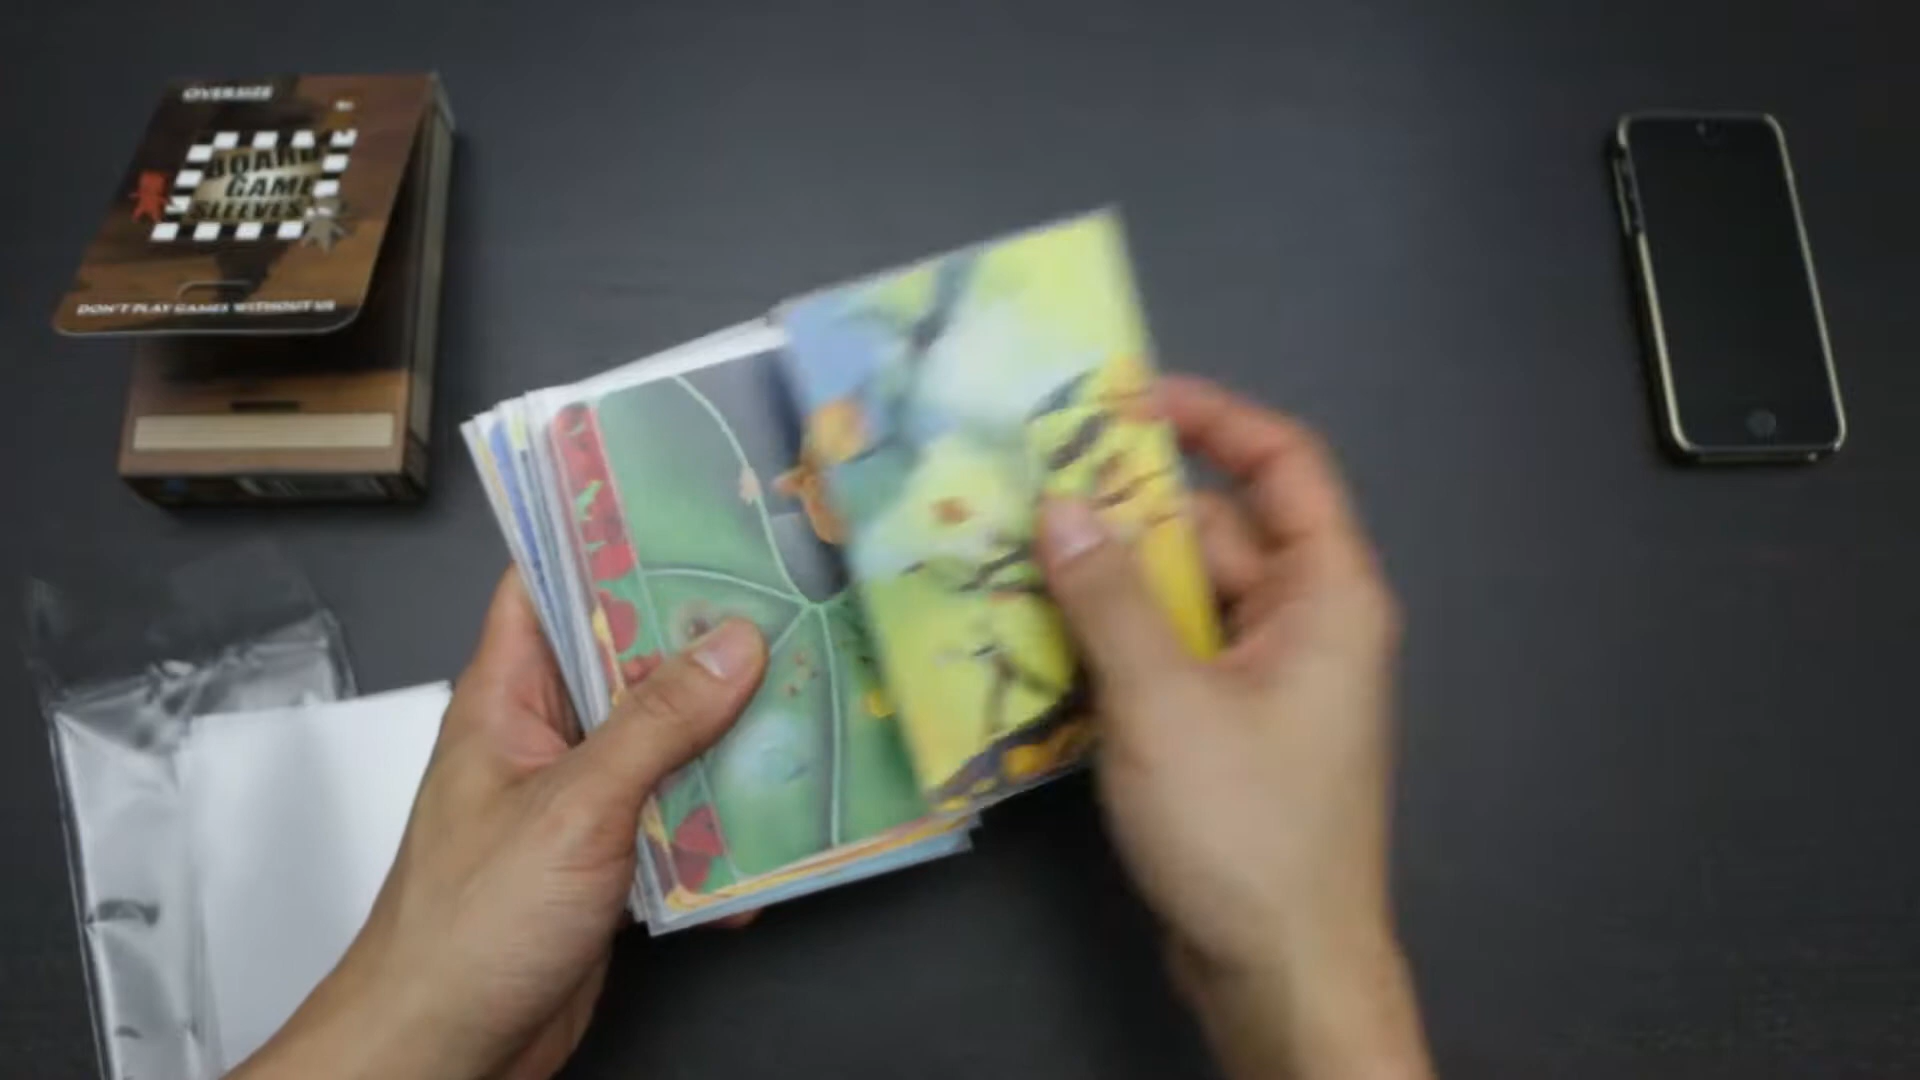 OVERSIZE
BOARD
GAME
SLEEVES
DON'T PLAY GAMES WITHOUT US